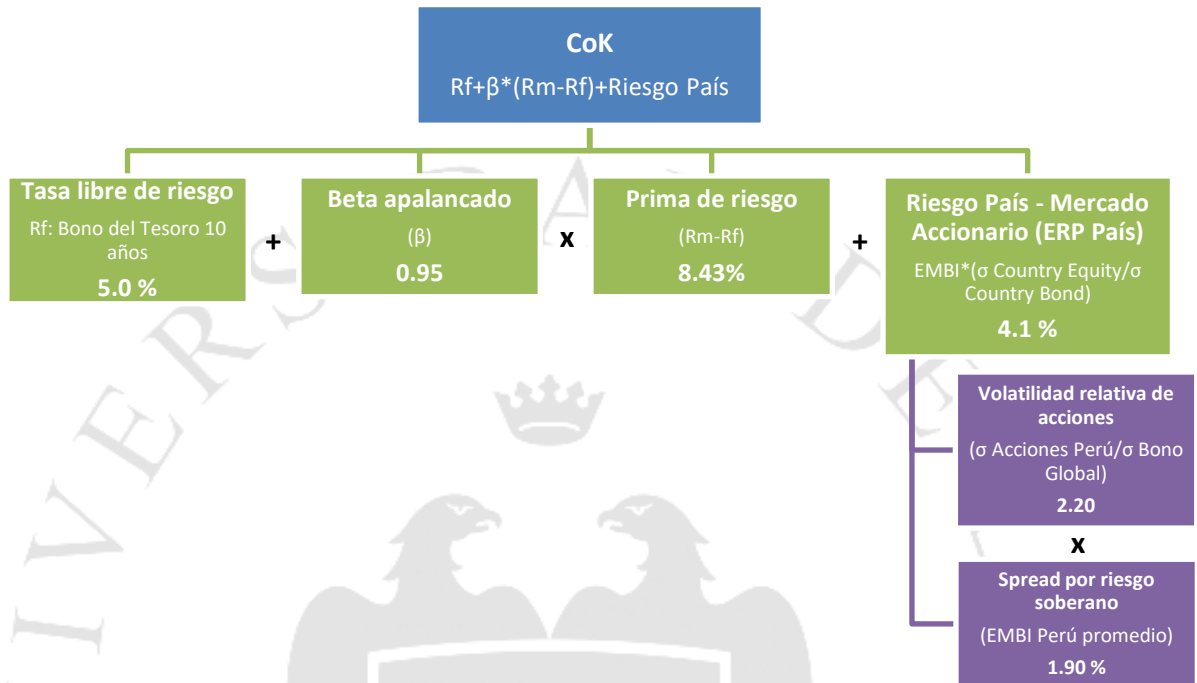 CoK
Rf+β*(Rm-Rf)+Riesgo País
Tasa libre de riesgo
Rf: Bono del Tesoro 10
años
5.0 %
+
Beta apalancado
(β)
0.95
x
Prima de riesgo
(Rm-Rf)
8.43%
+
Riesgo País - Mercado
Accionario (ERP País)
EMBI*(σ Country Equity/σ
Country Bond)
4.1 %
Volatilidad relativa de
acciones
(σ Acciones Perú/σ Bono
Global)
2.20
x
Spread por riesgo
soberano
(EMBI Perú promedio)
1.90 %